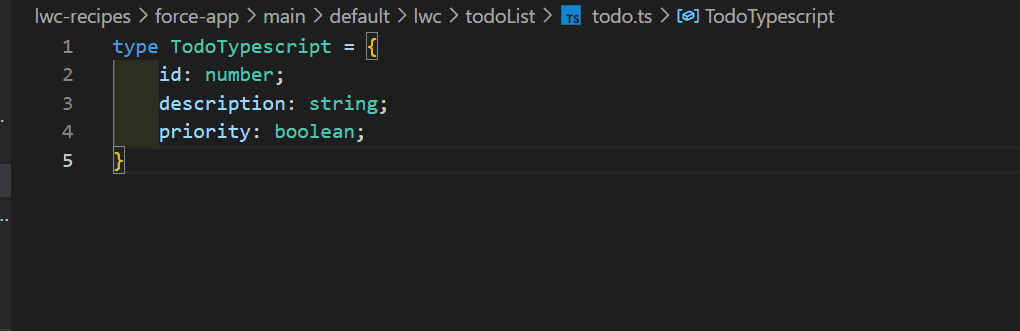 lwc-recipes > force-app > main > default > lwc > todoList > TS todo.ts > TodoTypescript
1 type TodoTypescript = {
2 id: number;
3 description: string;
4 priority: boolean;
5 }